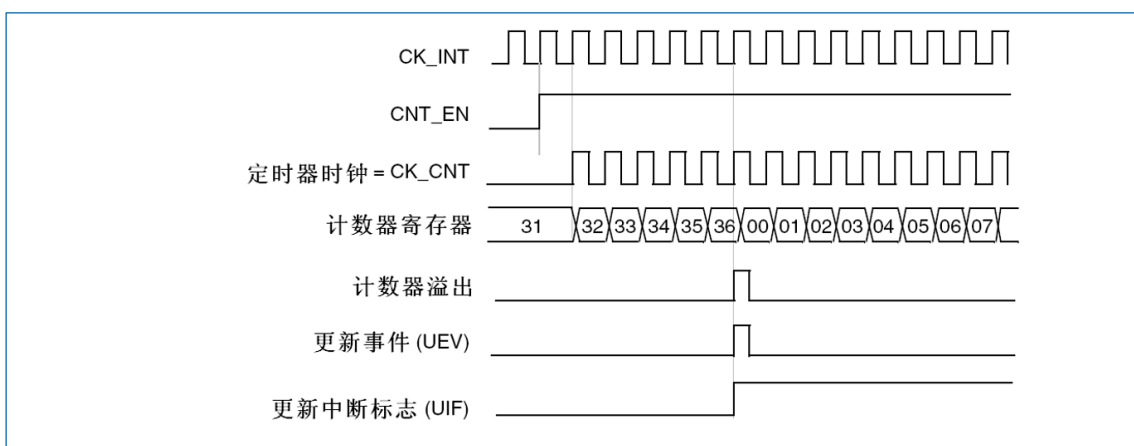 CK_INT
CNT_EN
定时器时钟 = CK_CNT
计数器寄存器 31 32 33 34 35 36 00 01 02 03 04 05 06 07
计数器溢出
更新事件 (UEV)
更新中断标志 (UIF)